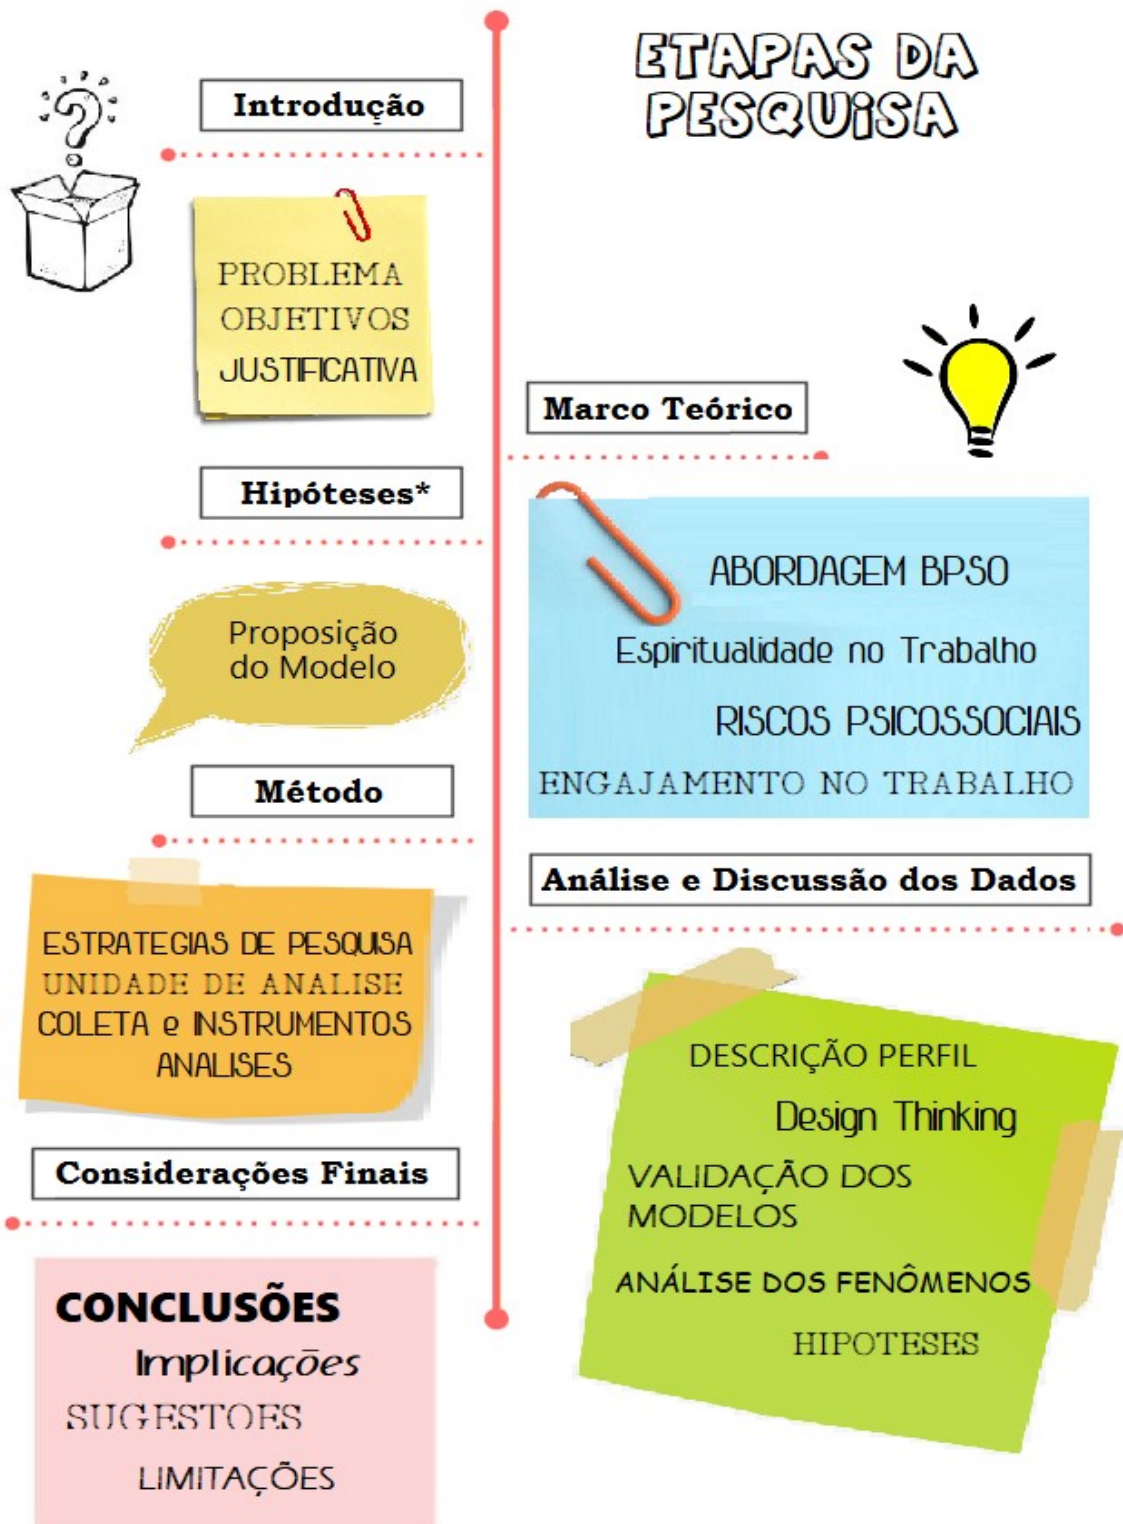 ETAPAS DA
PESQUiSA
Introdução
PROBLEMA
OBJETIVOS
JUSTIFICATIVA
Marco Teórico
ABORDAGEM BPSO
Espiritualidade no Trabalho
RISCOS PSICOSSOCIAIS
ENGAJAMENTO NO TRABALHO
Hipóteses*
Proposição
do Modelo
Método
ESTRATEGIAS DE PESQUISA
UNIDADE DE ANALISE
COLETA e INSTRUMENTOS
ANALISES
Análise e Discussão dos Dados
DESCRIÇÃO PERFIL
Design Thinking
VALIDAÇÃO DOS
MODELOS
ANÁLISE DOS FENÔMENOS
HIPOTESES
Considerações Finais
CONCLUSÕES
Implicações
SUGESTOES
LIMITAÇÕES